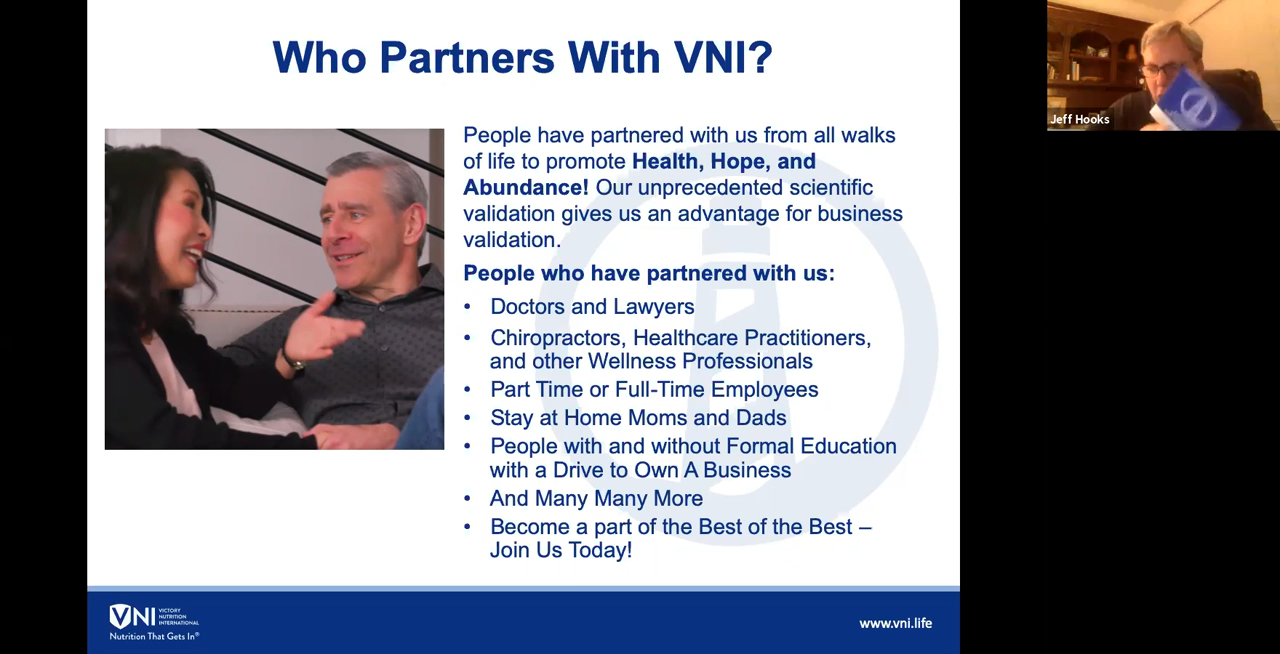 Who Partners With VNI?
Jeff Hooks
People have partnered with us from all walks
of life to promote Health, Hope, and
Abundance! Our unprecedented scientific
validation gives us an advantage for business
validation.
People who have partnered with us:
• Doctors and Lawyers
• Chiropractors, Healthcare Practitioners,
and other Wellness Professionals
• Part Time or Full-Time Employees
• Stay at Home Moms and Dads
• People with and without Formal Education
with a Drive to Own A Business
• And Many Many More
• Become a part of the Best of the Best –
Join Us Today!
VNI
VICTORY
NUTRITION
INTERNATIONAL
Nutrition That Gets In®
www.vni.life